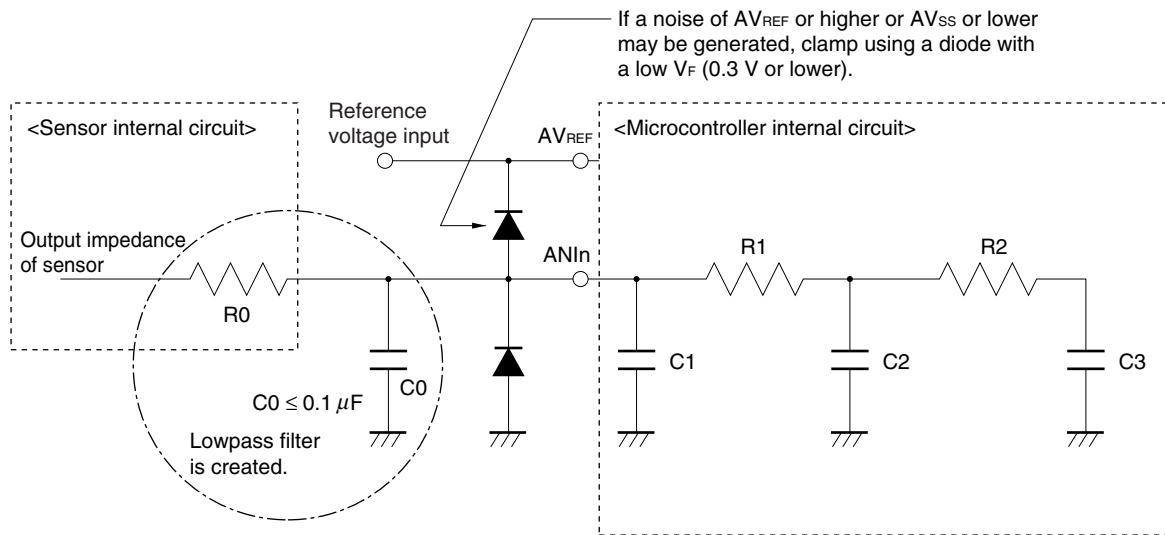 If a noise of AVREF or higher or AVSS or lower
may be generated, clamp using a diode with
a low VF (0.3 V or lower).
<Sensor internal circuit>
Reference
voltage input
AVREF
<Microcontroller internal circuit>
Output impedance
of sensor
R0
ANIn
R1
R2
C0
C0 ≤ 0.1 μF
C1
C2
C3
Lowpass filter
is created.